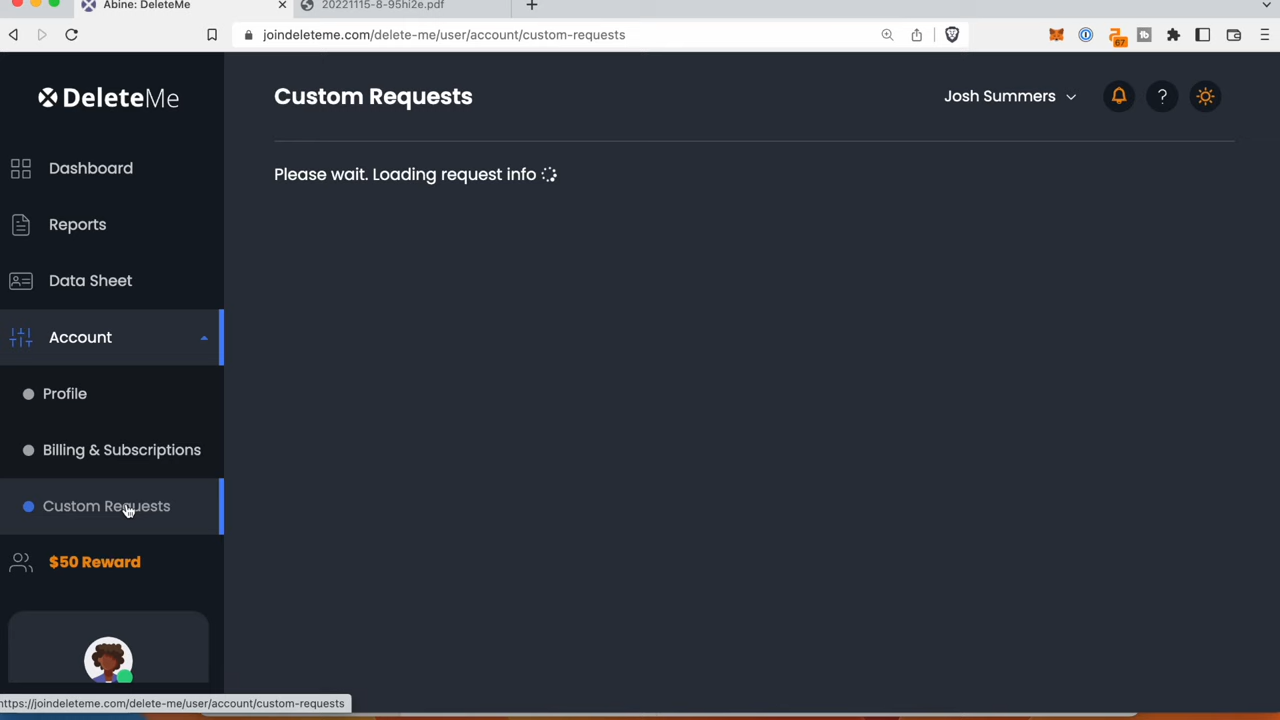 Abine: DeleteMe
20221115-8-95hi2e.pdf
joindeleteme.com/delete-me/user/account/custom-requests
67
DeleteMe
Custom Requests
Josh Summers
?
Please wait. Loading request info
Dashboard
Reports
Data Sheet
Account
Profile
Billing & Subscriptions
Custom Requests
$50 Reward
https://joindeleteme.com/delete-me/user/account/custom-requests